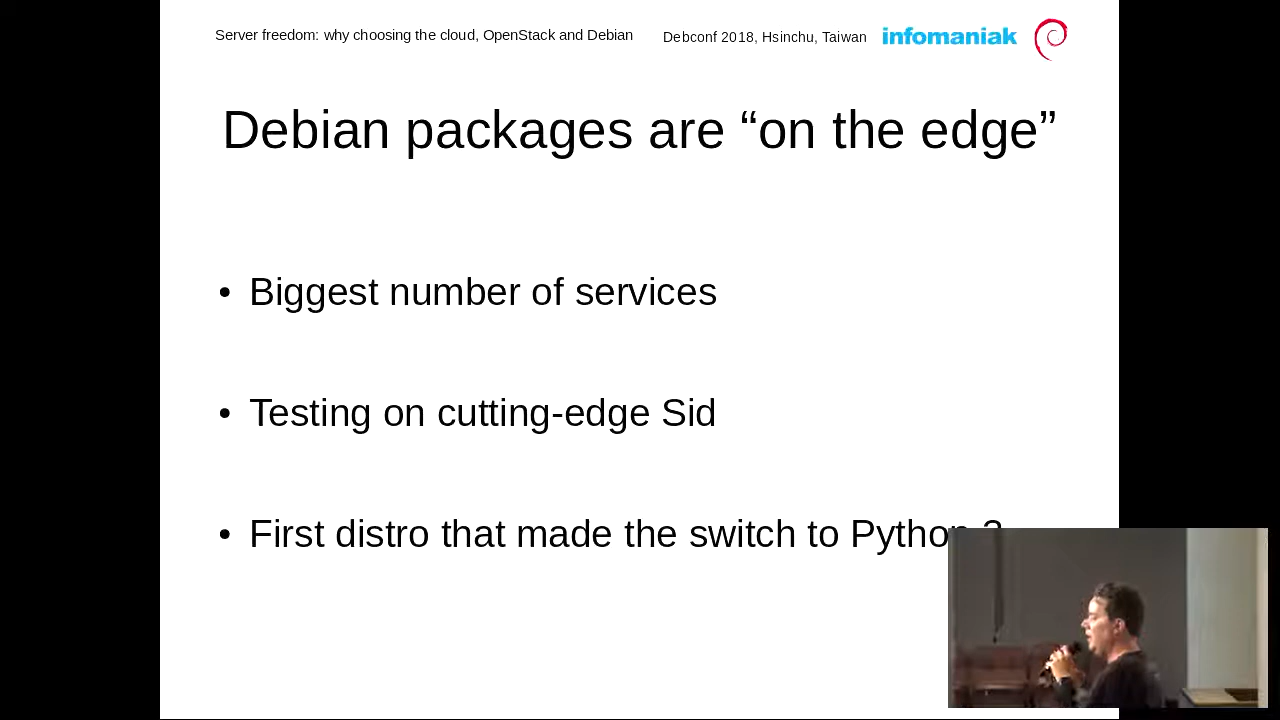 Server freedom: why choosing the cloud, OpenStack and Debian
Debconf 2018, Hsinchu, Taiwan
infomaniak
Debian packages are “on the edge”
• Biggest number of services
• Testing on cutting-edge Sid
• First distro that made the switch to Python